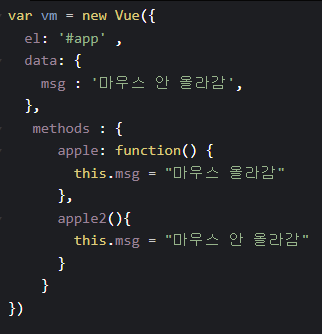 var vm = new Vue({
el: '#app' ,
data: {
msg : '마우스 안 올라감',
},
methods : {
apple: function() {
this.msg = "마우스 올라감"
},
apple2(){
this.msg = "마우스 안 올라감"
}
}
})